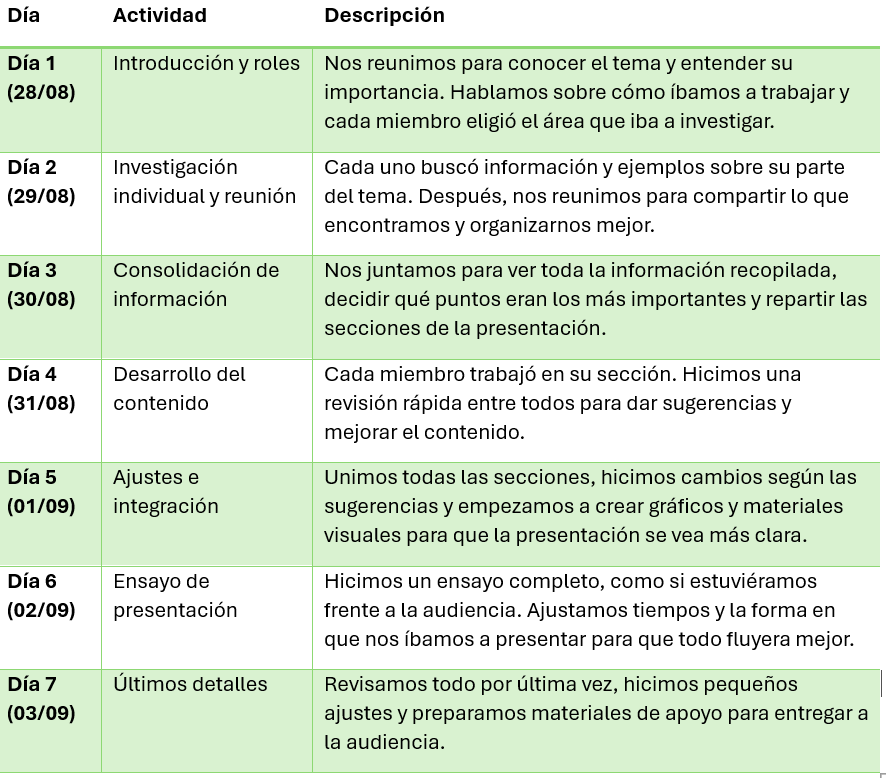 Día Actividad Descripción
Día 1 Introducción y roles Nos reunimos para conocer el tema y entender su
(28/08) importancia. Hablamos sobre cómo íbamos a trabajar y
cada miembro eligió el área que iba a investigar.
Día 2 Investigación Cada uno buscó información y ejemplos sobre su parte
(29/08) individual y reunión del tema. Después, nos reunimos para compartir lo que
encontramos y organizarnos mejor.
Día 3 Consolidación de Nos juntamos para ver toda la información recopilada,
(30/08) información decidir qué puntos eran los más importantes y repartir las
secciones de la presentación.
Día 4 Desarrollo del Cada miembro trabajó en su sección. Hicimos una
(31/08) contenido revisión rápida entre todos para dar sugerencias y
mejorar el contenido.
Día 5 Ajustes e Unimos todas las secciones, hicimos cambios según las
(01/09) integración sugerencias y empezamos a crear gráficos y materiales
visuales para que la presentación se vea más clara.
Día 6 Ensayo de Hicimos un ensayo completo, como si estuviéramos
(02/09) presentación frente a la audiencia. Ajustamos tiempos y la forma en
que nos íbamos a presentar para que todo fluyera mejor.
Día 7 Últimos detalles Revisamos todo por última vez, hicimos pequeños
(03/09) ajustes y preparamos materiales de apoyo para entregar a
la audiencia.